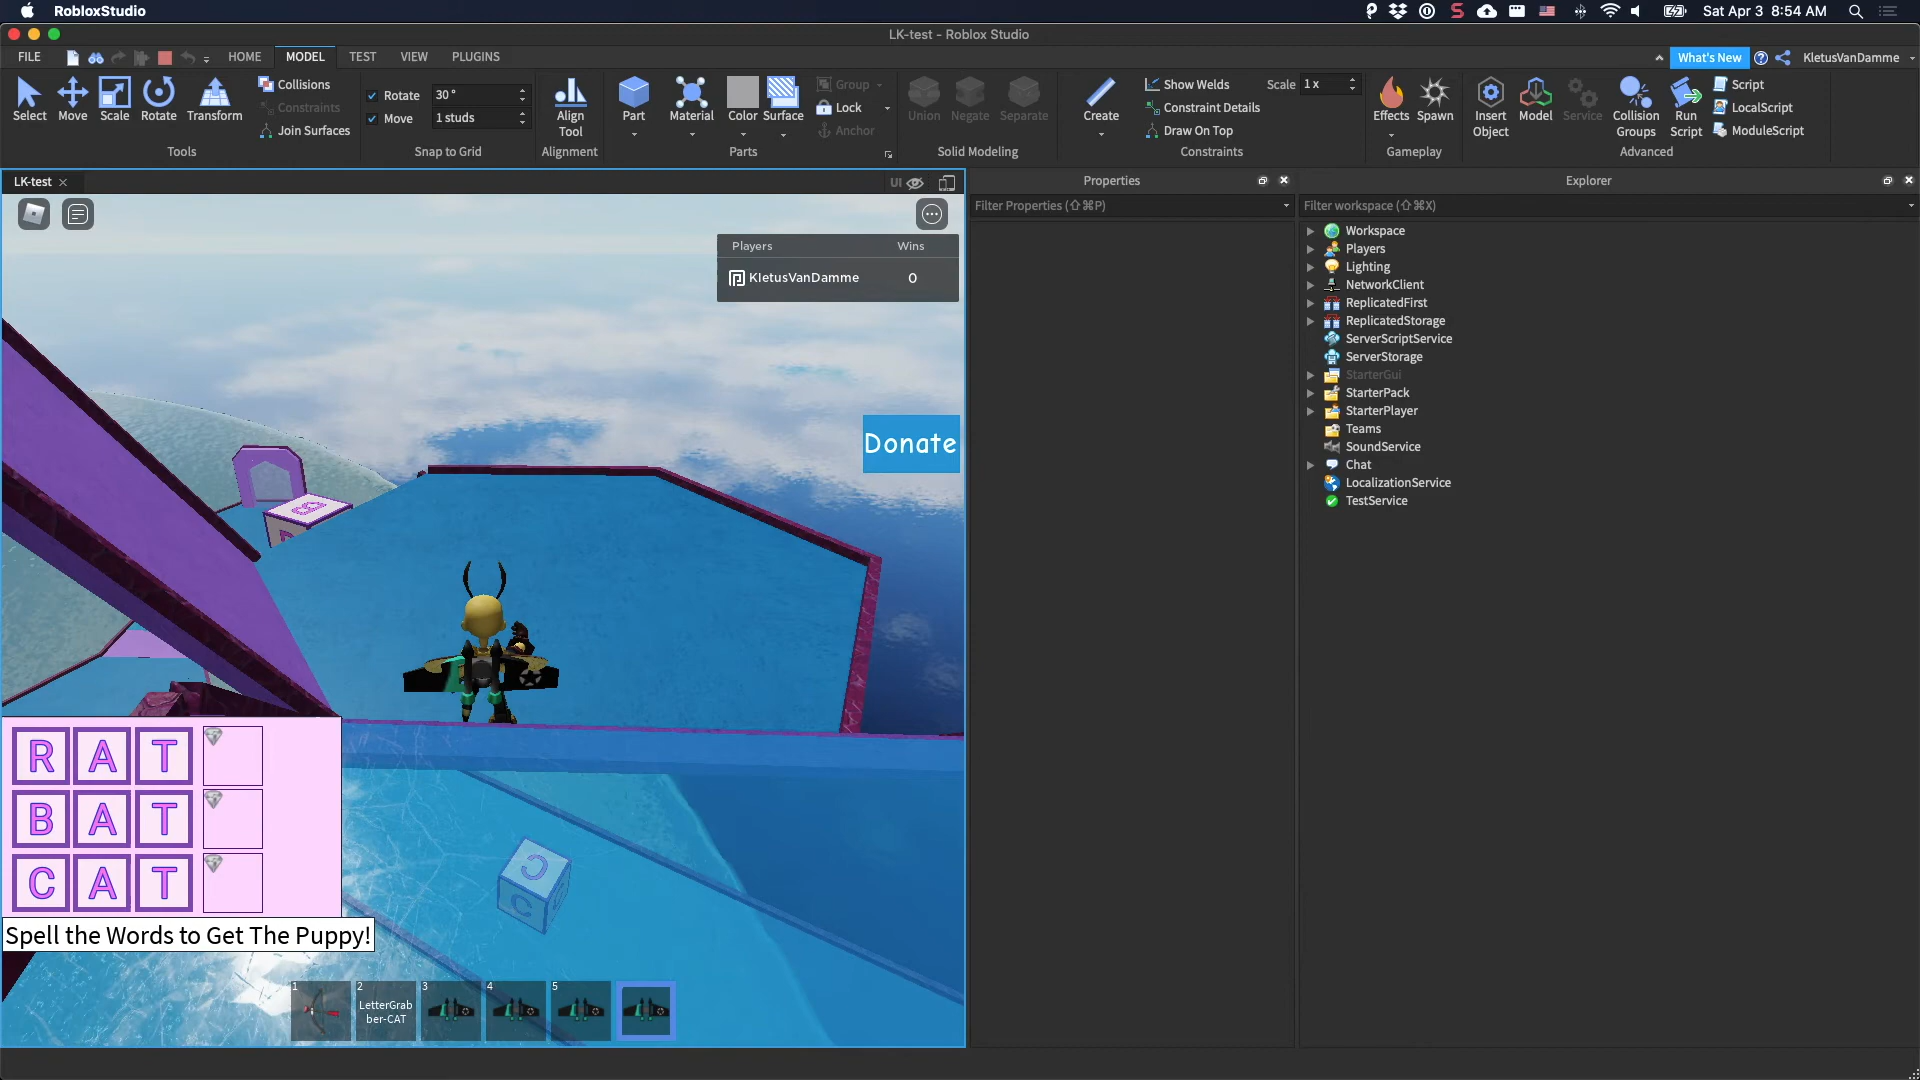 RobloxStudio
Sat Apr 3 8:54 AM
LK-test - Roblox Studio
FILE HOME MODEL TEST VIEW PLUGINS
What's New KletusVanDamme
Select Move Scale Rotate Transform
Collisions
Constraints
Join Surfaces
Tools
Rotate 30 °
Move 1 studs
Snap to Grid
Align Tool
Alignment
Part Material Color Surface
Group
Lock
Anchor
Parts
Union Negate Separate
Solid Modeling
Create
Show Welds
Constraint Details
Draw On Top
Scale 1 x
Constraints
Effects Spawn
Gameplay
Insert Object
Model
Service
Collision Groups
Run Script
Script
LocalScript
ModuleScript
Advanced
LK-test
UI
Properties
Filter Properties (⇧⌘P)
Explorer
Filter workspace (⇧⌘X)
Workspace
Players
Lighting
NetworkClient
ReplicatedFirst
ReplicatedStorage
ServerScriptService
ServerStorage
StarterGui
StarterPack
StarterPlayer
Teams
SoundService
Chat
LocalizationService
TestService
Players Wins
KletusVanDamme 0
Donate
B
C
C
R A T
B A T
C A T
Spell the Words to Get The Puppy!
1 2 3 4 5
LetterGrab
ber-CAT